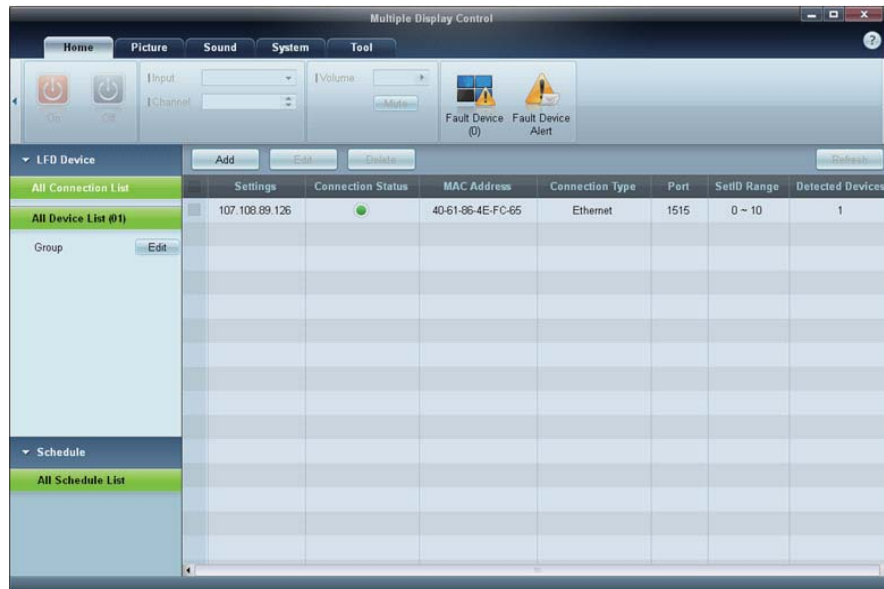 Multiple Display Control
Home Picture Sound System Tool
On Off
Input
Channel
Volume
Mute
Fault Device (0)
Fault Device Alert
LFD Device
All Connection List
All Device List (01)
Group Edit
Schedule
All Schedule List
Add Edit Delete Refresh
Settings Connection Status MAC Address Connection Type Port SetID Range Detected Devices
107.108.89.126 40-61-86-4E-FC-65 Ethernet 1515 0 ~ 10 1